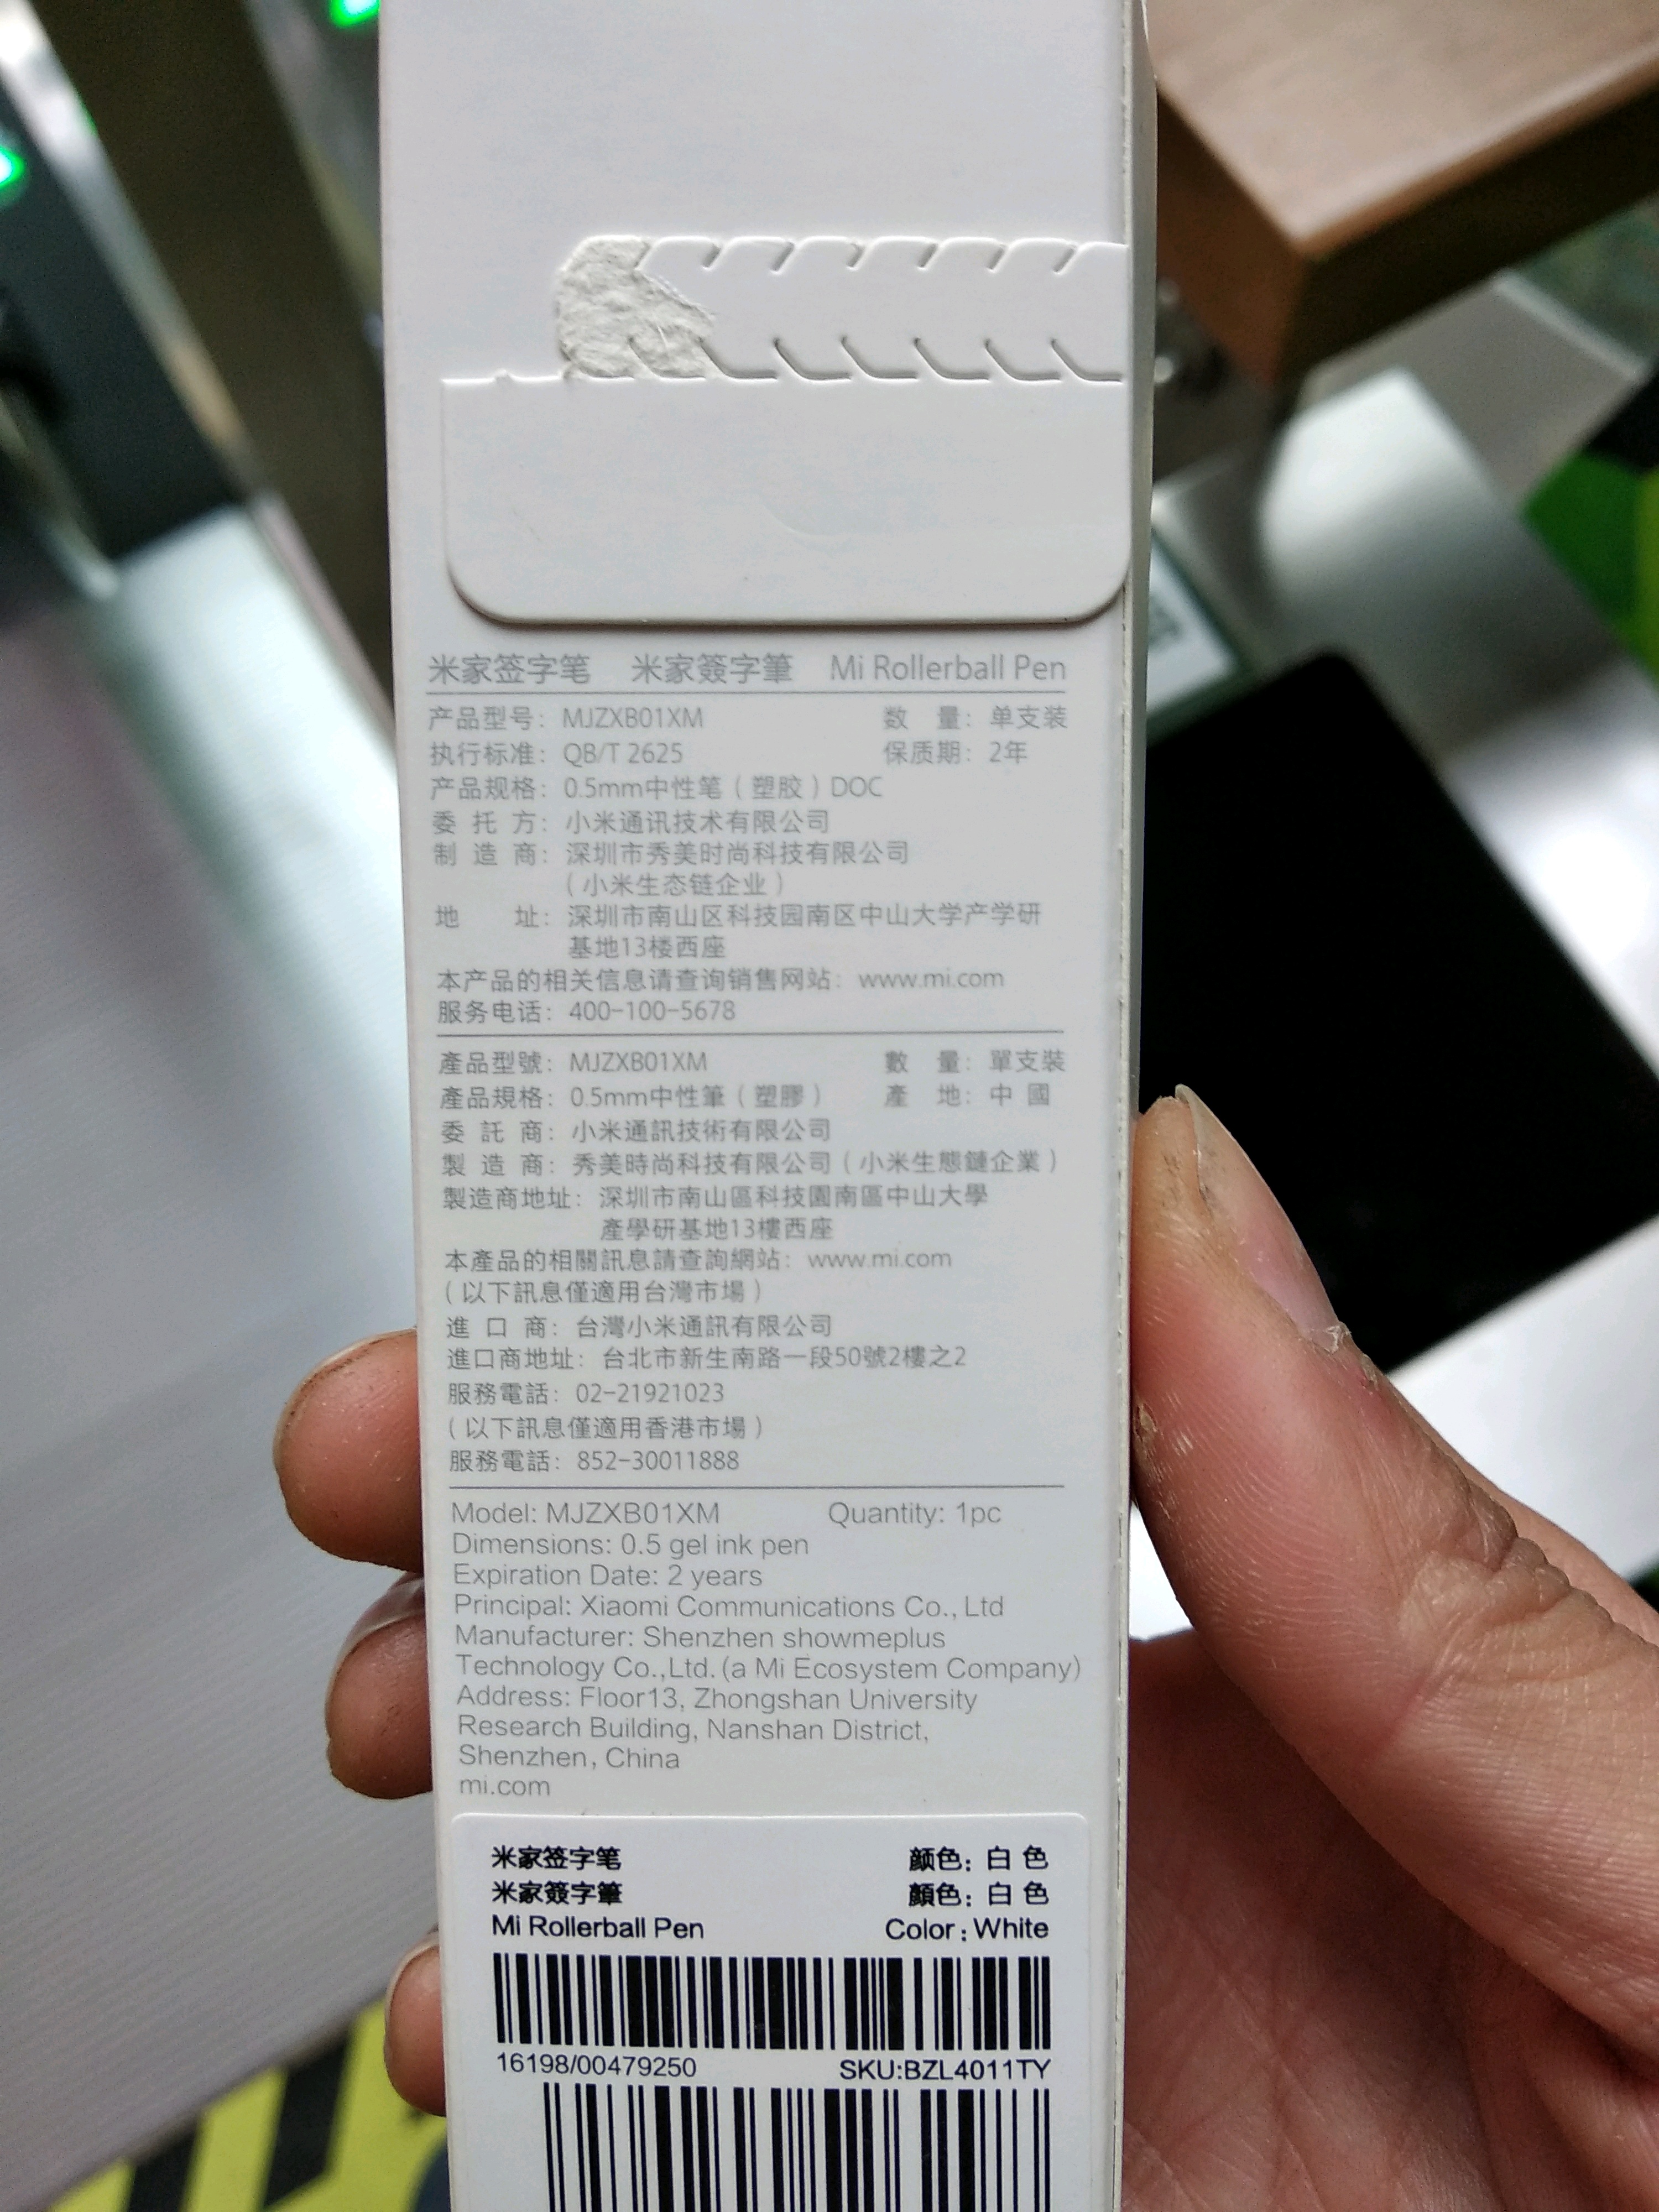 米家签字笔 米家簽字筆 Mi Rollerball Pen
产品型号：MJZXB01XM 数 量：单支装
执行标准：QB/T 2625 保质期：2年
产品规格：0.5mm中性笔（塑胶）DOC
委 托 方：小米通讯技术有限公司
制 造 商：深圳市秀美时尚科技有限公司
（小米生态链企业）
地 址：深圳市南山区科技园南区中山大学产学研
基地13楼西座
本产品的相关信息请查询销售网站：www.mi.com
服务电话：400-100-5678
產品型號：MJZXB01XM 數 量：單支裝
產品規格：0.5mm中性筆（塑膠） 產 地：中 國
委 託 商：小米通訊技術有限公司
製 造 商：秀美時尚科技有限公司（小米生態鏈企業）
製造商地址：深圳市南山區科技園南區中山大學
產學研基地13樓西座
本產品的相關訊息請查詢網站：www.mi.com
（以下訊息僅適用台灣市場）
進 口 商：台灣小米通訊有限公司
進口商地址：台北市新生南路一段50號2樓之2
服務電話：02-21921023
（以下訊息僅適用香港市場）
服務電話：852-30011888
Model: MJZXB01XM Quantity: 1pc
Dimensions: 0.5 gel ink pen
Expiration Date: 2 years
Principal: Xiaomi Communications Co., Ltd
Manufacturer: Shenzhen showmeplus
Technology Co.,Ltd. (a Mi Ecosystem Company)
Address: Floor13, Zhongshan University
Research Building, Nanshan District,
Shenzhen, China
mi.com
米家签字笔 颜色：白 色
米家簽字筆 顏色：白 色
Mi Rollerball Pen Color : White
16198/00479250 SKU:BZL4011TY